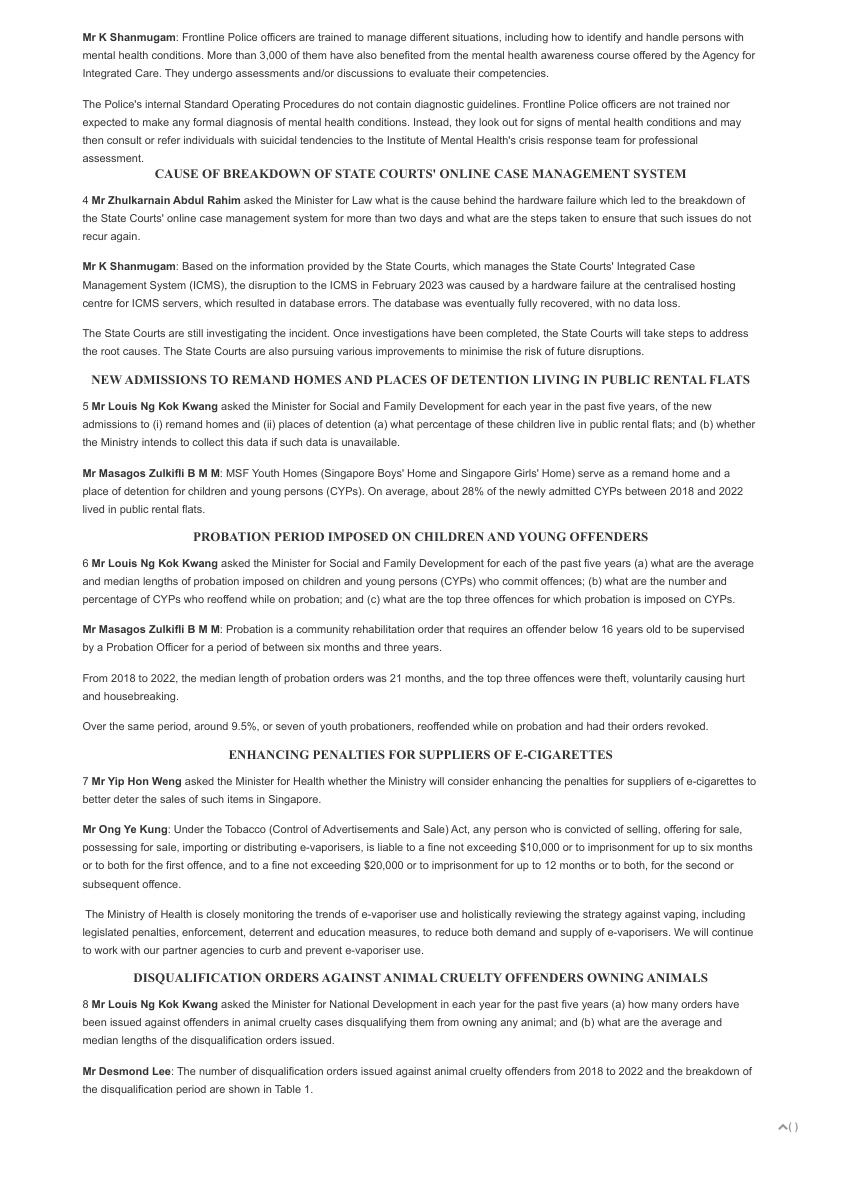 Mr K Shanmugam: Frontline Police officers are trained to manage different situations, including how to identify and handle persons with
mental health conditions. More than 3,000 of them have also benefited from the mental health awareness course offered by the Agency for
Integrated Care. They undergo assessments and/or discussions to evaluate their competencies.
The Police's internal Standard Operating Procedures do not contain diagnostic guidelines. Frontline Police officers are not trained nor
expected to make any formal diagnosis of mental health conditions. Instead, they look out for signs of mental health conditions and may
then consult or refer individuals with suicidal tendencies to the Institute of Mental Health's crisis response team for professional
assessment.
CAUSE OF BREAKDOWN OF STATE COURTS' ONLINE CASE MANAGEMENT SYSTEM
4 Mr Zhulkarnain Abdul Rahim asked the Minister for Law what is the cause behind the hardware failure which led to the breakdown of
the State Courts' online case management system for more than two days and what are the steps taken to ensure that such issues do not
recur again.
Mr K Shanmugam: Based on the information provided by the State Courts, which manages the State Courts' Integrated Case
Management System (ICMS), the disruption to the ICMS in February 2023 was caused by a hardware failure at the centralised hosting
centre for ICMS servers, which resulted in database errors. The database was eventually fully recovered, with no data loss.
The State Courts are still investigating the incident. Once investigations have been completed, the State Courts will take steps to address
the root causes. The State Courts are also pursuing various improvements to minimise the risk of future disruptions.
NEW ADMISSIONS TO REMAND HOMES AND PLACES OF DETENTION LIVING IN PUBLIC RENTAL FLATS
5 Mr Louis Ng Kok Kwang asked the Minister for Social and Family Development for each year in the past five years, of the new
admissions to (i) remand homes and (ii) places of detention (a) what percentage of these children live in public rental flats; and (b) whether
the Ministry intends to collect this data if such data is unavailable.
Mr Masagos Zulkifli B M M: MSF Youth Homes (Singapore Boys' Home and Singapore Girls' Home) serve as a remand home and a
place of detention for children and young persons (CYPs). On average, about 28% of the newly admitted CYPs between 2018 and 2022
lived in public rental flats.
PROBATION PERIOD IMPOSED ON CHILDREN AND YOUNG OFFENDERS
6 Mr Louis Ng Kok Kwang asked the Minister for Social and Family Development for each of the past five years (a) what are the average
and median lengths of probation imposed on children and young persons (CYPs) who commit offences; (b) what are the number and
percentage of CYPs who reoffend while on probation; and (c) what are the top three offences for which probation is imposed on CYPs.
Mr Masagos Zulkifli B M M: Probation is a community rehabilitation order that requires an offender below 16 years old to be supervised
by a Probation Officer for a period of between six months and three years.
From 2018 to 2022, the median length of probation orders was 21 months, and the top three offences were theft, voluntarily causing hurt
and housebreaking.
Over the same period, around 9.5%, or seven of youth probationers, reoffended while on probation and had their orders revoked.
ENHANCING PENALTIES FOR SUPPLIERS OF E-CIGARETTES
7 Mr Yip Hon Weng asked the Minister for Health whether the Ministry will consider enhancing the penalties for suppliers of e-cigarettes to
better deter the sales of such items in Singapore.
Mr Ong Ye Kung: Under the Tobacco (Control of Advertisements and Sale) Act, any person who is convicted of selling, offering for sale,
possessing for sale, importing or distributing e-vaporisers, is liable to a fine not exceeding $10,000 or to imprisonment for up to six months
or to both for the first offence, and to a fine not exceeding $20,000 or to imprisonment for up to 12 months or to both, for the second or
subsequent offence.
The Ministry of Health is closely monitoring the trends of e-vaporiser use and holistically reviewing the strategy against vaping, including
legislated penalties, enforcement, deterrent and education measures, to reduce both demand and supply of e-vaporisers. We will continue
to work with our partner agencies to curb and prevent e-vaporiser use.
DISQUALIFICATION ORDERS AGAINST ANIMAL CRUELTY OFFENDERS OWNING ANIMALS
8 Mr Louis Ng Kok Kwang asked the Minister for National Development in each year for the past five years (a) how many orders have
been issued against offenders in animal cruelty cases disqualifying them from owning any animal; and (b) what are the average and
median lengths of the disqualification orders issued.
Mr Desmond Lee: The number of disqualification orders issued against animal cruelty offenders from 2018 to 2022 and the breakdown of
the disqualification period are shown in Table 1.
( )